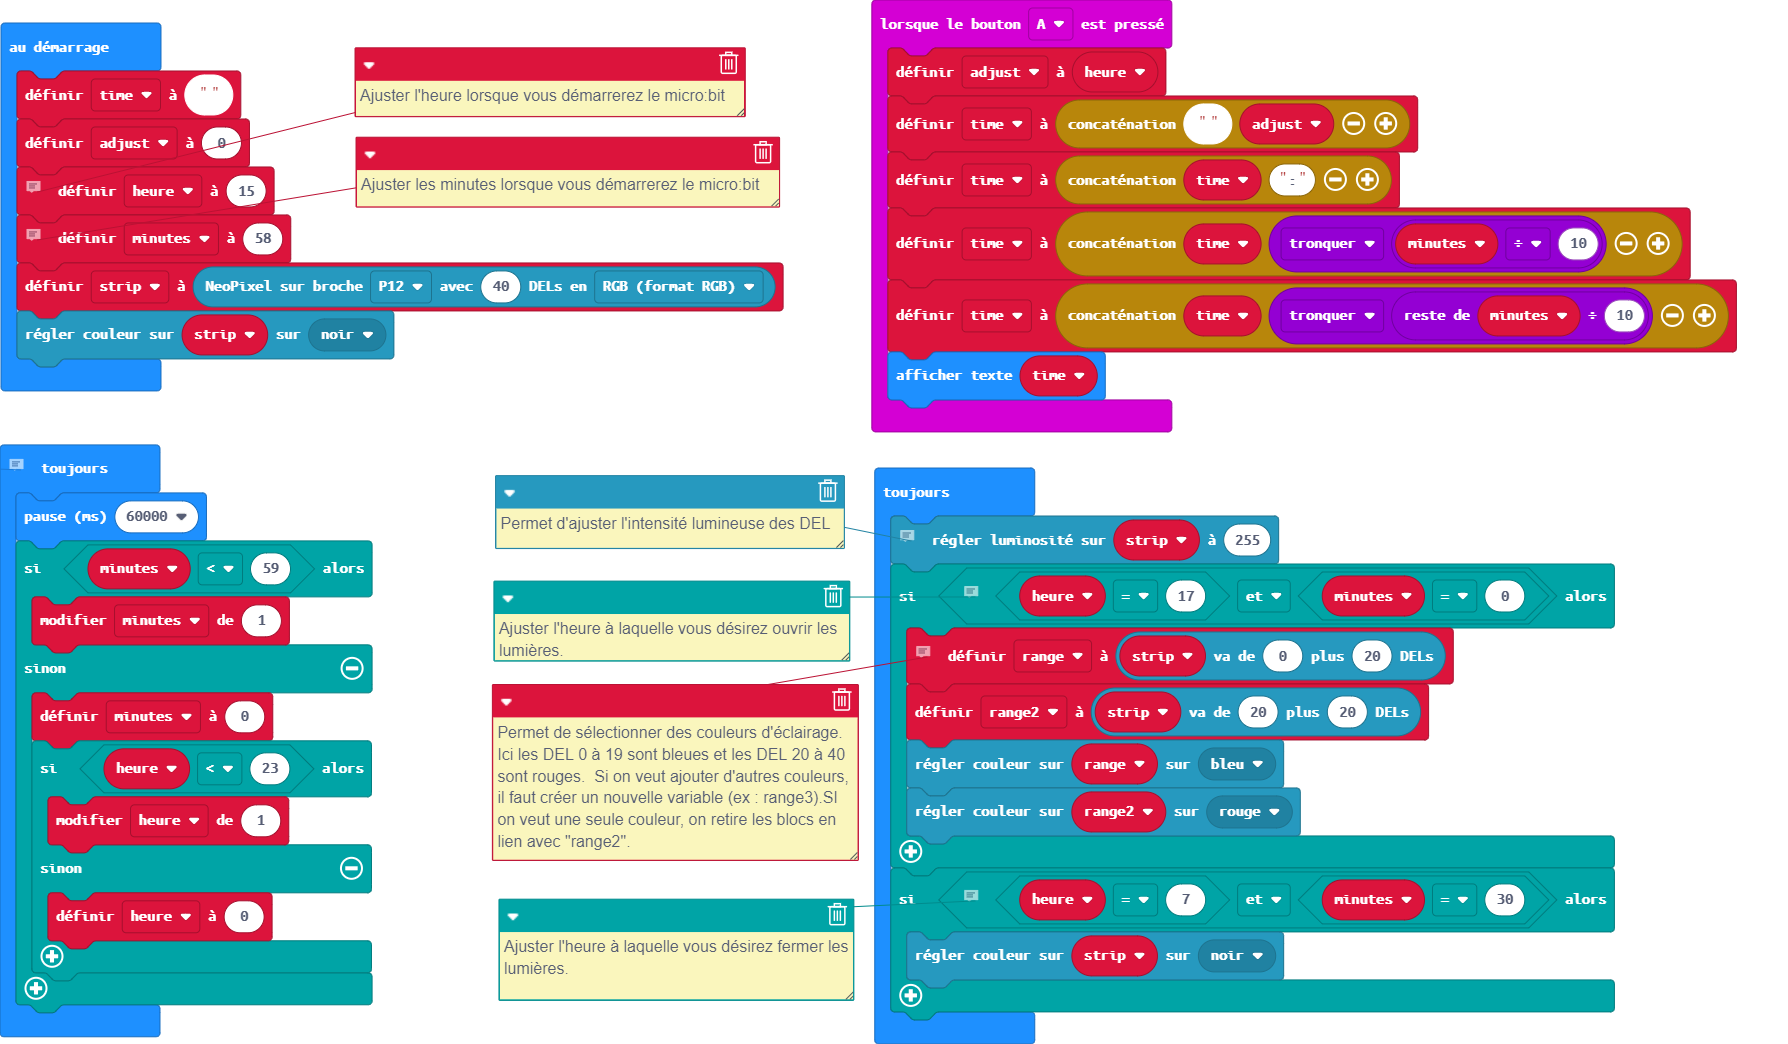 au démarrage
définir time à " "
définir adjust à 0
définir heure à 15
définir minutes à 58
définir strip à NeoPixel sur broche P12 avec 40 DELs en RGB (format RGB)
régler couleur sur strip sur noir
Ajuster l'heure lorsque vous démarrerez le micro:bit
Ajuster les minutes lorsque vous démarrerez le micro:bit
lorsque le bouton A est pressé
définir adjust à heure
définir time à concaténation " " adjust
définir time à concaténation time ":"
définir time à concaténation time tronquer minutes ÷ 10
définir time à concaténation time tronquer reste de minutes ÷ 10
afficher texte time
toujours
pause (ms) 60000
si minutes < 59 alors
modifier minutes de 1
sinon
définir minutes à 0
si heure < 23 alors
modifier heure de 1
sinon
définir heure à 0
Permet d'ajuster l'intensité lumineuse des DEL
Ajuster l'heure à laquelle vous désirez ouvrir les
lumières.
Permet de sélectionner des couleurs d'éclairage.
Ici les DEL 0 à 19 sont bleues et les DEL 20 à 40
sont rouges.  Si on veut ajouter d'autres couleurs,
il faut créer un nouvelle variable (ex : range3).SI
on veut une seule couleur, on retire les blocs en
lien avec "range2".
Ajuster l'heure à laquelle vous désirez fermer les
lumières.
toujours
régler luminosité sur strip à 255
si heure = 17 et minutes = 0 alors
définir range à strip va de 0 plus 20 DELs
définir range2 à strip va de 20 plus 20 DELs
régler couleur sur range sur bleu
régler couleur sur range2 sur rouge
si heure = 7 et minutes = 30 alors
régler couleur sur strip sur noir